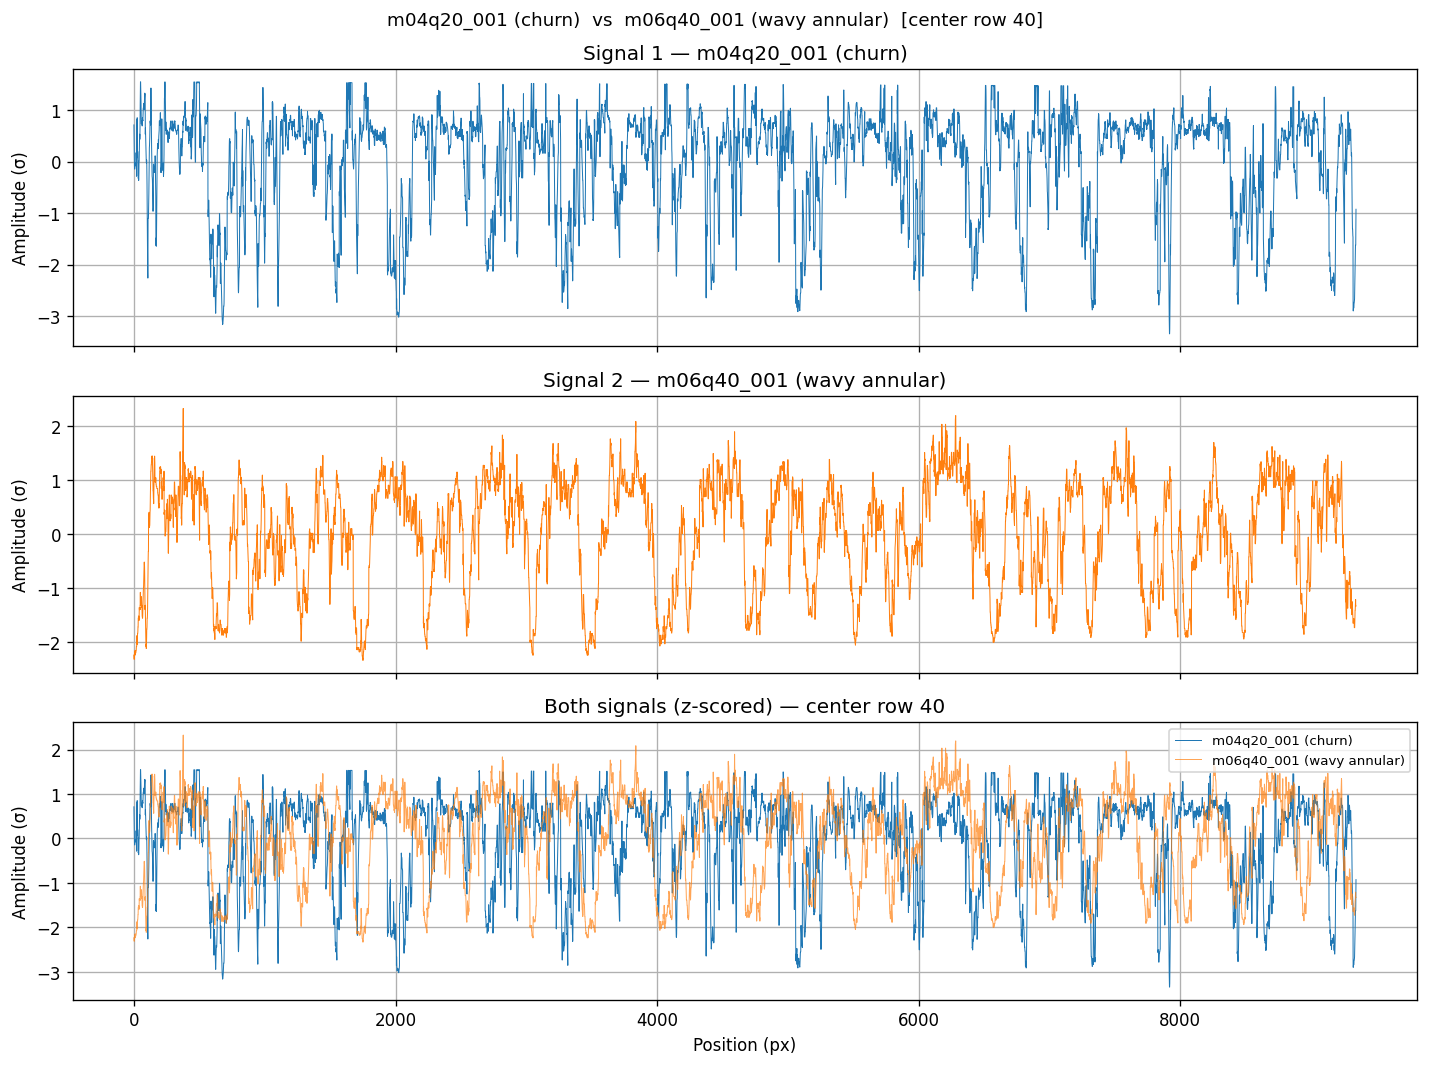 m04q20_001 (churn)  vs  m06q40_001 (wavy annular)  [center row 40]
Signal 1 — m04q20_001 (churn)
Amplitude (σ)
1
0
−1
−2
−3
Signal 2 — m06q40_001 (wavy annular)
Amplitude (σ)
2
1
0
−1
−2
Both signals (z-scored) — center row 40
Amplitude (σ)
2
1
0
−1
−2
−3
m04q20_001 (churn)
m06q40_001 (wavy annular)
0 2000 4000 6000 8000
Position (px)